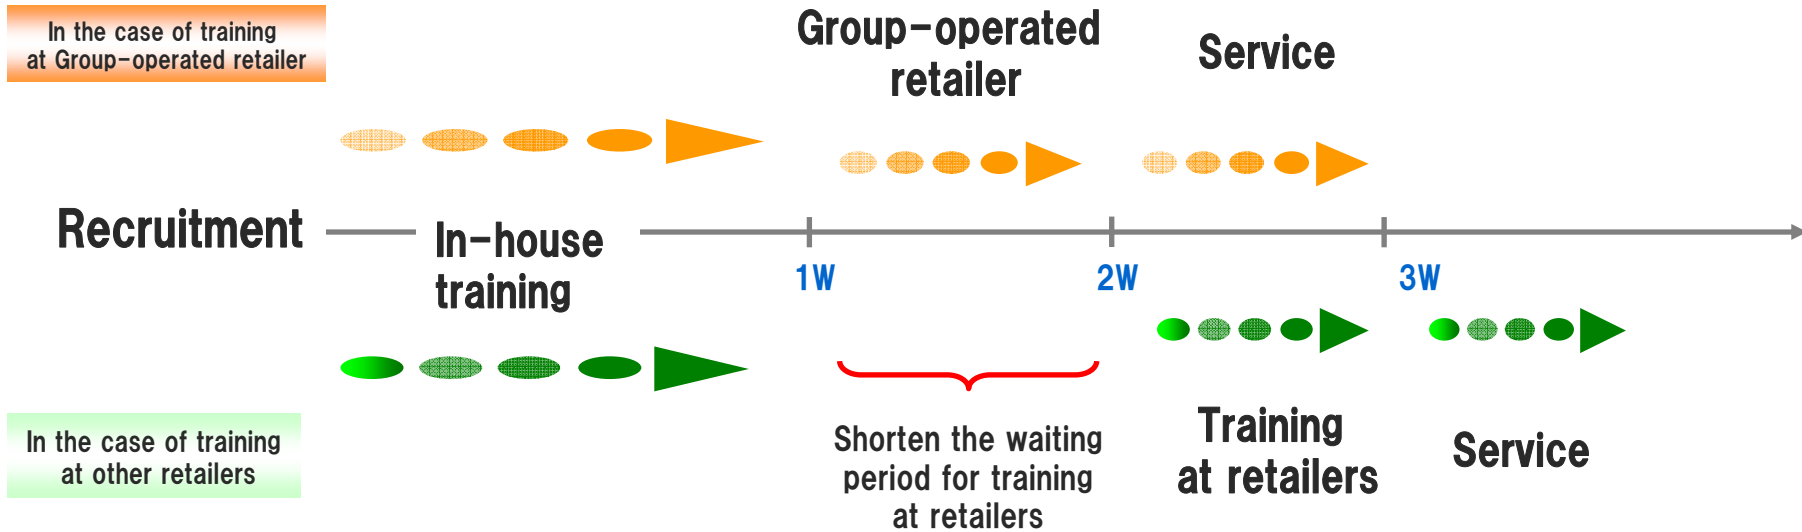 In the case of training
at Group-operated retailer
Group-operated
retailer
Service
Recruitment
In-house
training
1W
2W
3W
In the case of training
at other retailers
Shorten the waiting
period for training
at retailers
Training
at retailers
Service